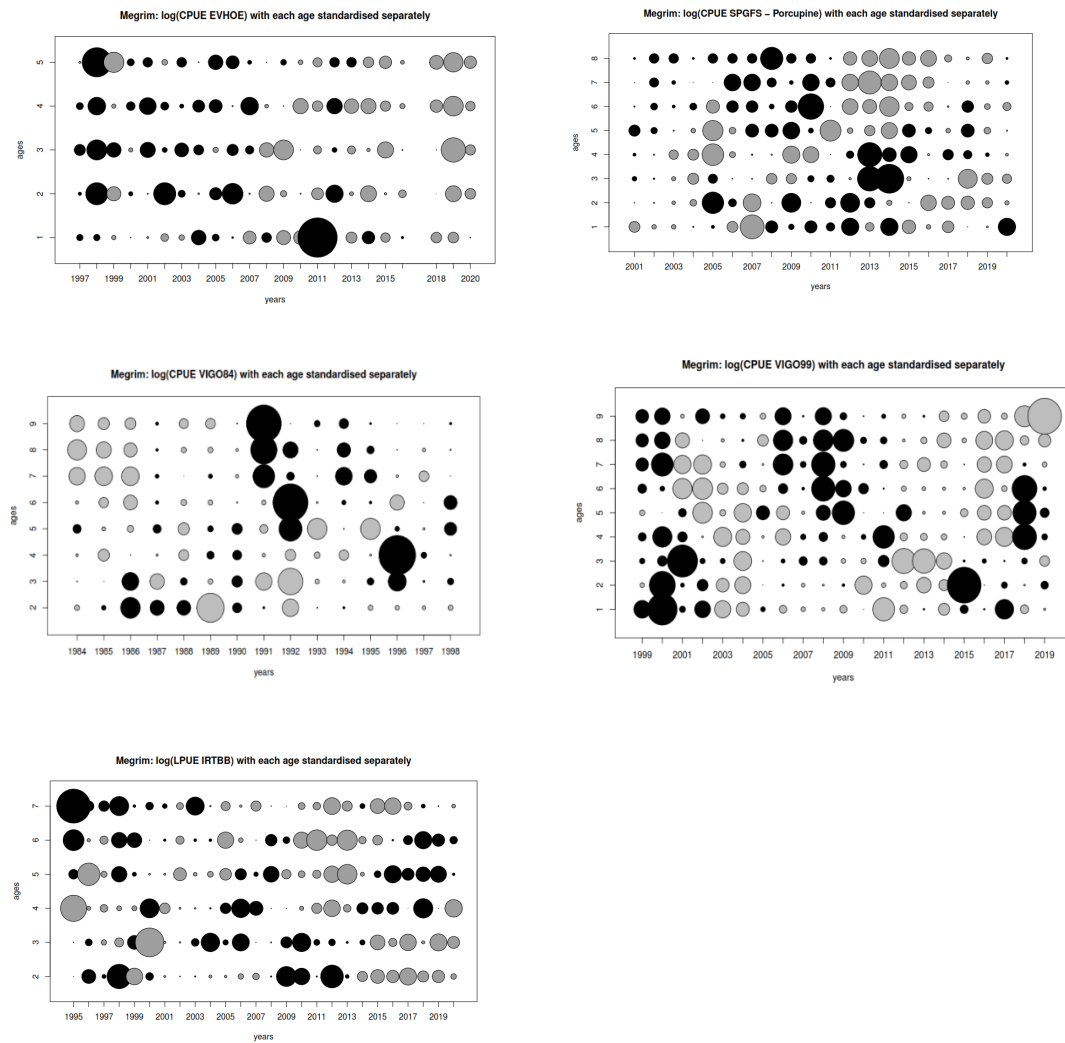 Megrim: log(CPUE EVHOE) with each age standardised separately
5
4
3
2
1
ages
1997 1999 2001 2003 2005 2007 2009 2011 2012 2013 2015 2018 2020
years
Megrim: log(CPUE SPGFS – Porcupine) with each age standardised separately
8
7
6
5
4
3
2
1
ages
2001 2003 2005 2007 2009 2011 2013 2015 2017 2019
years
Megrim: log(CPUE VIGO84) with each age standardised separately
9
8
7
6
5
4
3
2
ages
1984 1985 1986 1987 1988 1989 1990 1991 1992 1993 1994 1995 1996 1997 1998
years
Megrim: log(CPUE VIGO99) with each age standardised separately
9
8
7
6
5
4
3
2
1
ages
1999 2001 2003 2005 2007 2009 2011 2013 2015 2017 2019
years
Megrim: log(LPUE IRTBB) with each age standardised separately
7
6
5
4
3
2
ages
1995 1997 1999 2001 2003 2005 2007 2009 2011 2013 2015 2017 2019
years